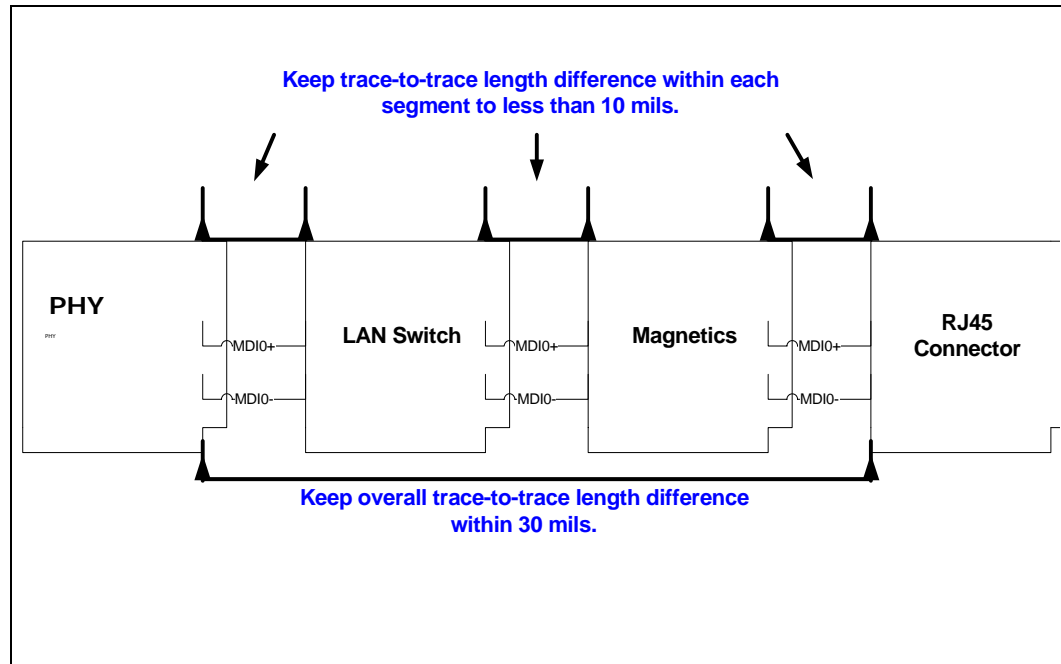 Keep trace-to-trace length difference within each
segment to less than 10 mils.
PHY
PHY
LAN Switch
Magnetics
RJ45
Connector
MDI0+
MDI0+
MDI0+
MDI0-
MDI0-
MDI0-
Keep overall trace-to-trace length difference
within 30 mils.